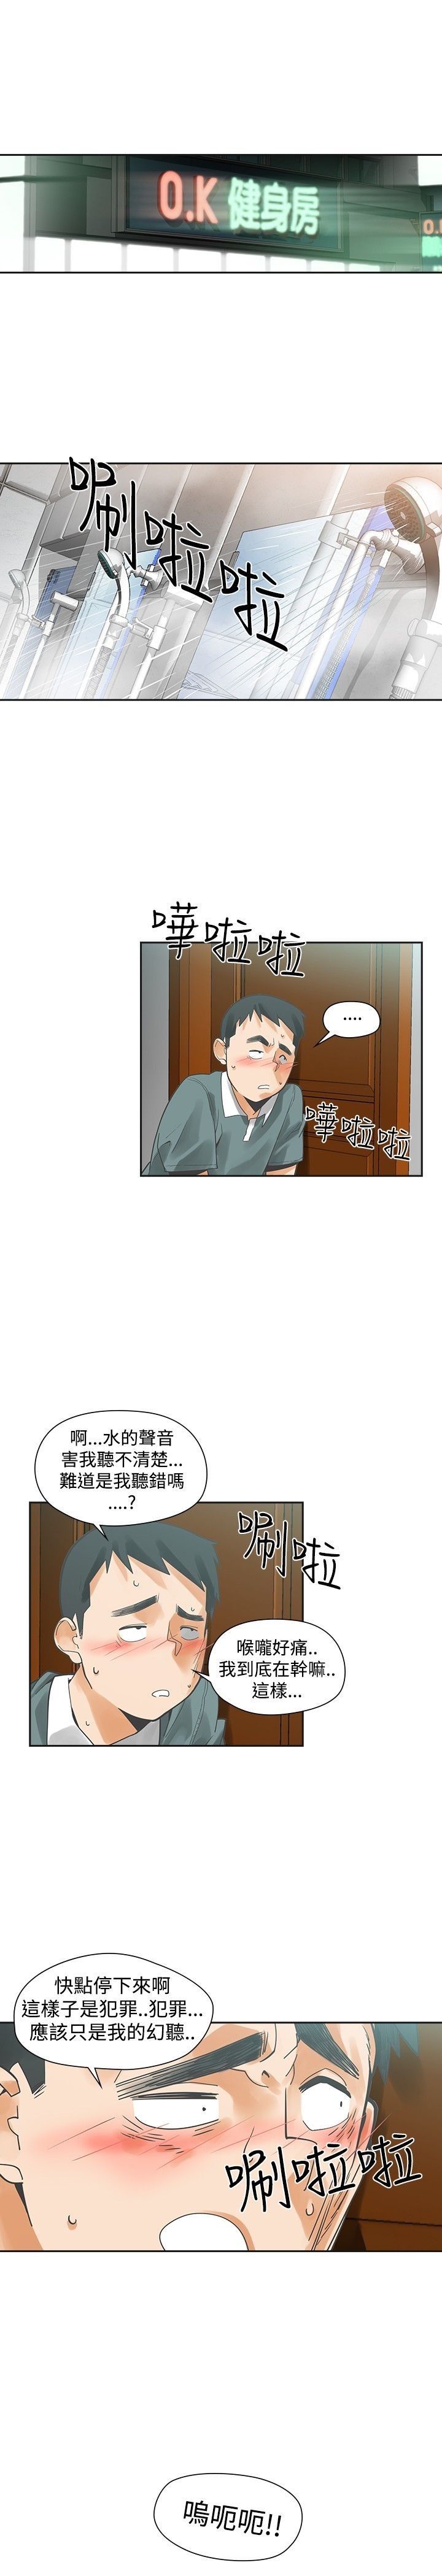 O.K 健身房
O.K
唰啦啦
嘩啦啦
....
嘩啦啦
啊...水的聲音
害我聽不清楚...
難道是我聽錯嗎
....?
唰啦
喉嚨好痛..
我到底在幹嘛..
這樣...
快點停下來啊
這樣子是犯罪..犯罪...
應該只是我的幻聽..
唰啦啦
嗚呃呃!!